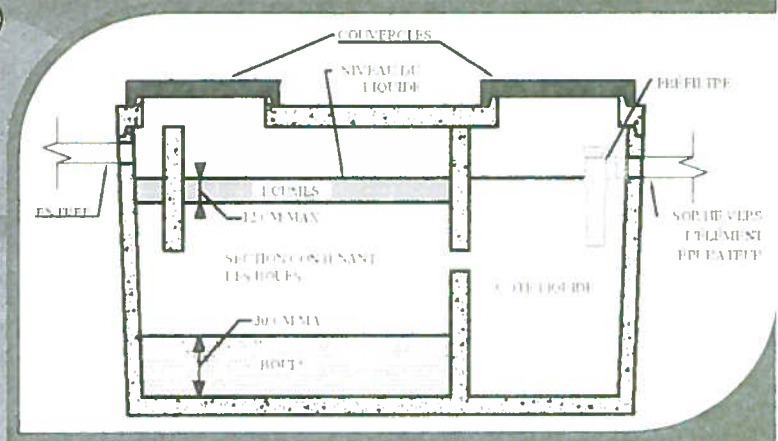 COUVERCLES
NIVEAU DU
LIQUIDE
PRÉFILTRE
ÉCUMES
ENTRÉE
12 CM MAX
SORTIE VERS
L'ÉLÉMENT
ÉPURATEUR
SECTION CONTENANT
LES BOUES
CÔTÉ LIQUIDE
30 CM MAX
BOUES